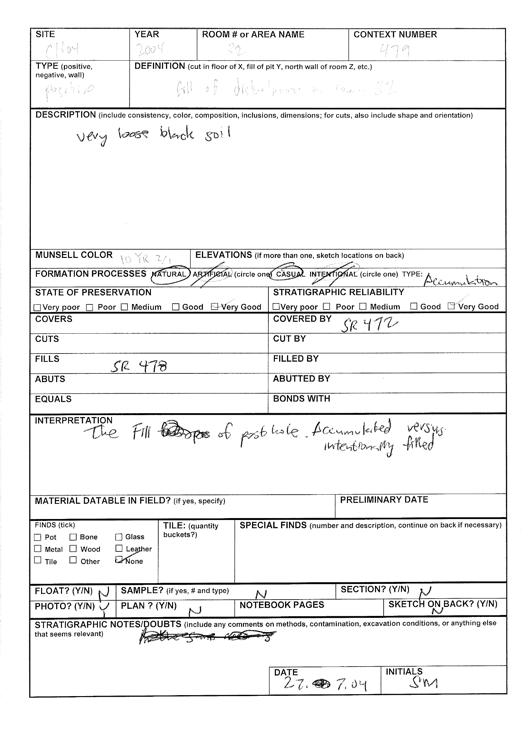 SITE YEAR ROOM # or AREA NAME CONTEXT NUMBER
2004 479
TYPE (positive, negative, wall) DEFINITION (cut in floor of X, fill of pit Y, north wall of room Z, etc.)
positive fill of
DESCRIPTION (include consistency, color, composition, inclusions, dimensions; for cuts, also include shape and orientation)
very loose black soil
MUNSELL COLOR 10 YR 2/1 ELEVATIONS (if more than one, sketch locations on back)
FORMATION PROCESSES NATURAL / ARTIFICIAL (circle one) CASUAL INTENTIONAL (circle one) TYPE: Accumulation
STATE OF PRESERVATION STRATIGRAPHIC RELIABILITY
Very poor Poor Medium Good Very Good Very poor Poor Medium Good Very Good
COVERS COVERED BY SR 472
CUTS CUT BY
FILLS SR 478 FILLED BY
ABUTS ABUTTED BY
EQUALS BONDS WITH
INTERPRETATION
The Fill of posthole. Accumulated versus
intentionally filled
MATERIAL DATABLE IN FIELD? (if yes, specify) PRELIMINARY DATE
FINDS (tick) TILE: (quantity buckets?) SPECIAL FINDS (number and description, continue on back if necessary)
Pot Bone Glass
Metal Wood Leather
Tile Other None
FLOAT? (Y/N) N SAMPLE? (if yes, # and type) N SECTION? (Y/N) N
PHOTO? (Y/N) Y PLAN ? (Y/N) N NOTEBOOK PAGES SKETCH ON BACK? (Y/N) N
STRATIGRAPHIC NOTES/DOUBTS (include any comments on methods, contamination, excavation conditions, or anything else
that seems relevant)
DATE INITIALS
27. 7.04 SM